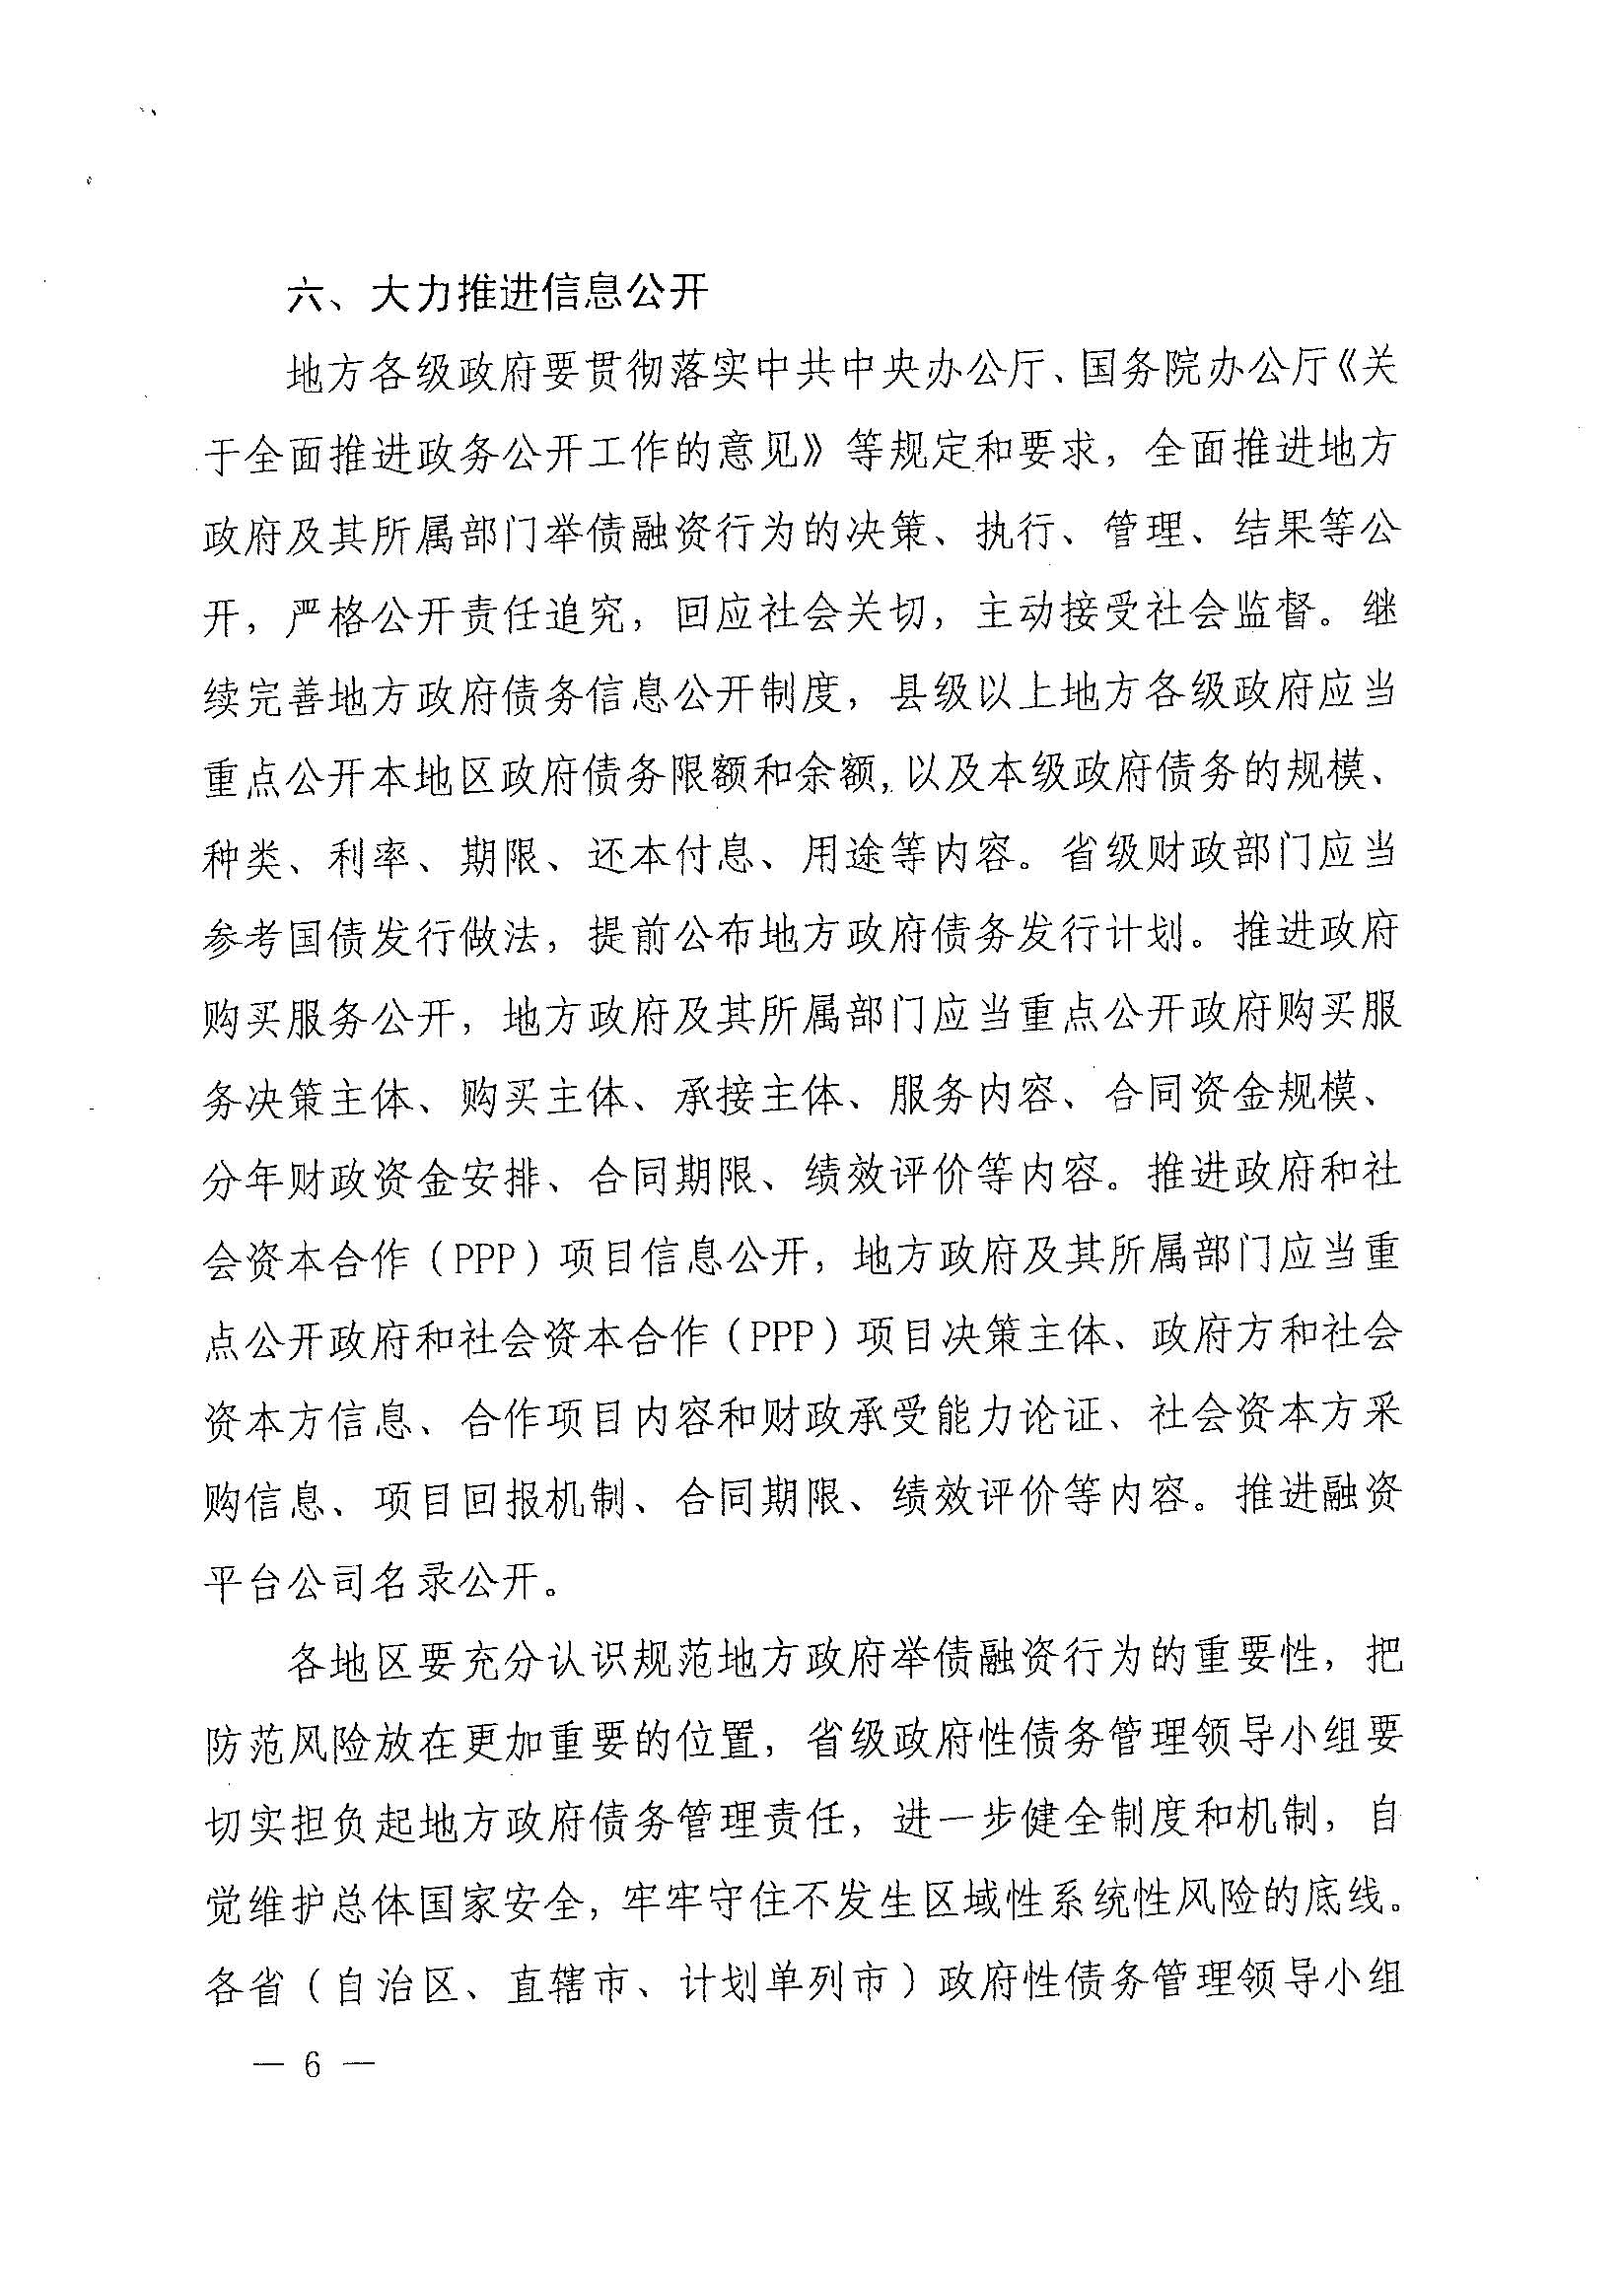 六、大力推进信息公开
地方各级政府要贯彻落实中共中央办公厅、国务院办公厅《关
于全面推进政务公开工作的意见》等规定和要求，全面推进地方
政府及其所属部门举债融资行为的决策、执行、管理、结果等公
开，严格公开责任追究，回应社会关切，主动接受社会监督。继
续完善地方政府债务信息公开制度，县级以上地方各级政府应当
重点公开本地区政府债务限额和余额，以及本级政府债务的规模、
种类、利率、期限、还本付息、用途等内容。省级财政部门应当
参考国债发行做法，提前公布地方政府债务发行计划。推进政府
购买服务公开，地方政府及其所属部门应当重点公开政府购买服
务决策主体、购买主体、承接主体、服务内容、合同资金规模、
分年财政资金安排、合同期限、绩效评价等内容。推进政府和社
会资本合作（PPP）项目信息公开，地方政府及其所属部门应当重
点公开政府和社会资本合作（PPP）项目决策主体、政府方和社会
资本方信息、合作项目内容和财政承受能力论证、社会资本方采
购信息、项目回报机制、合同期限、绩效评价等内容。推进融资
平台公司名录公开。
各地区要充分认识规范地方政府举债融资行为的重要性，把
防范风险放在更加重要的位置，省级政府性债务管理领导小组要
切实担负起地方政府债务管理责任，进一步健全制度和机制，自
觉维护总体国家安全，牢牢守住不发生区域性系统性风险的底线。
各省（自治区、直辖市、计划单列市）政府性债务管理领导小组
— 6 —